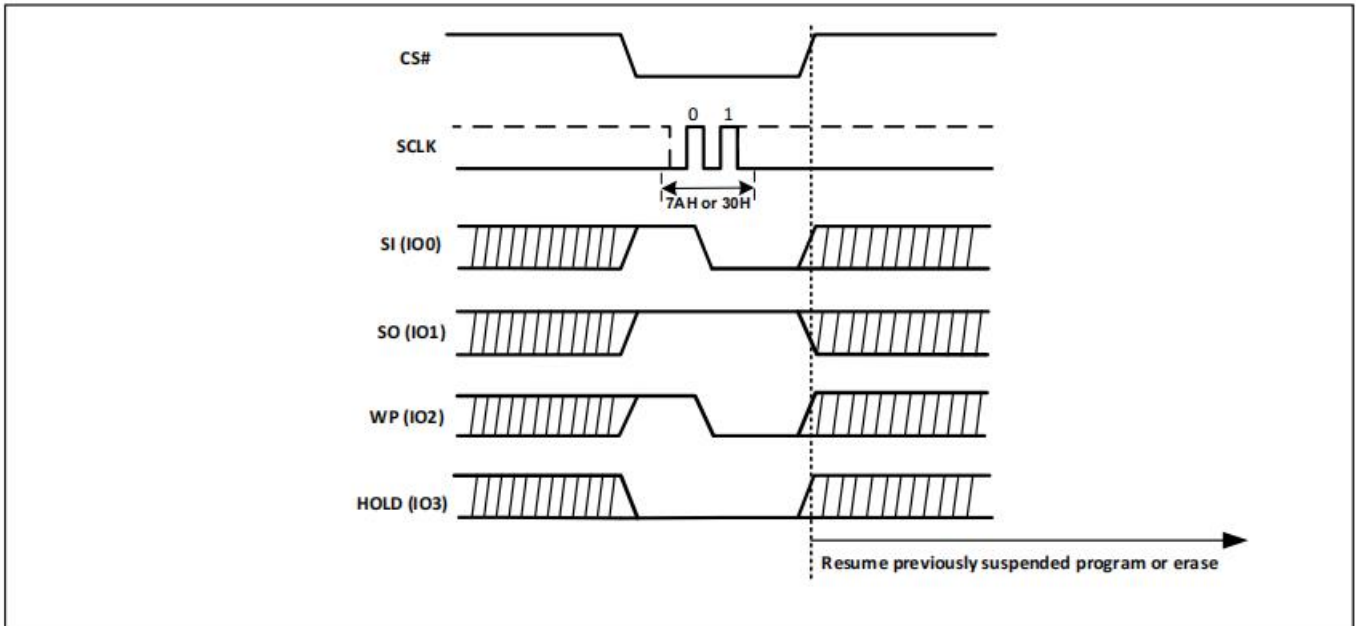 CS#
0 1
SCLK
7AH or 30H
SI (IO0)
SO (IO1)
WP (IO2)
HOLD (IO3)
Resume previously suspended program or erase